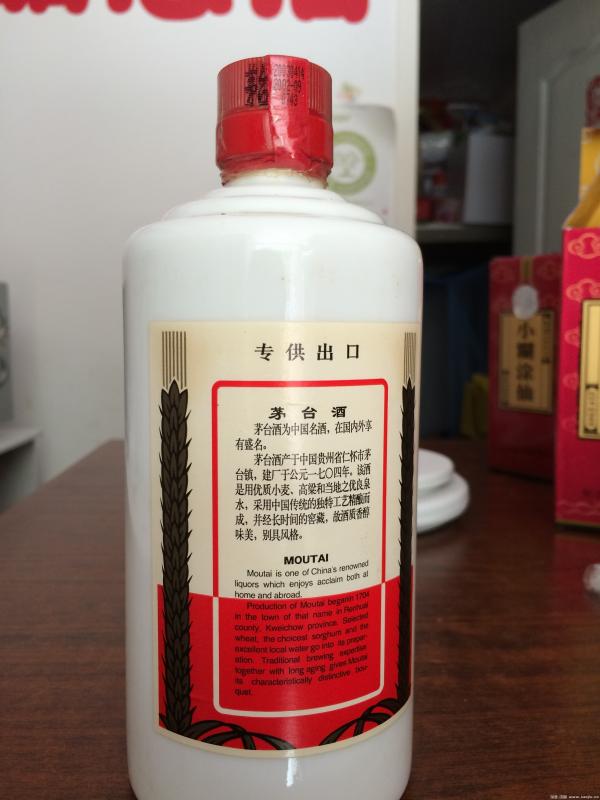 20030414
2002-09
0743
专供出口
茅台酒
茅台酒为中国名酒，在国内外享
有盛名。
茅台酒产于中国贵州省仁怀市茅
台镇，建厂于公元一七〇四年。该酒
是用优质小麦、高粱和当地之优良泉
水，采用中国传统的独特工艺精酿而
成，并经长时间的窖藏，故酒质香醇
味美，别具风格。
MOUTAI
Moutai is one of China's renowned
liquors which enjoys acclaim both at
home and abroad.
Production of Moutai began in 1704
in the town of that name in Renhuai
county, Kweichow province. Selected
wheat, the choicest sorghum and the
excellent local water go into its prepar-
ation. Traditional brewing expertise
together with long aging gives Moutai
its characteristically distinctive bou-
quet.
小糊涂仙